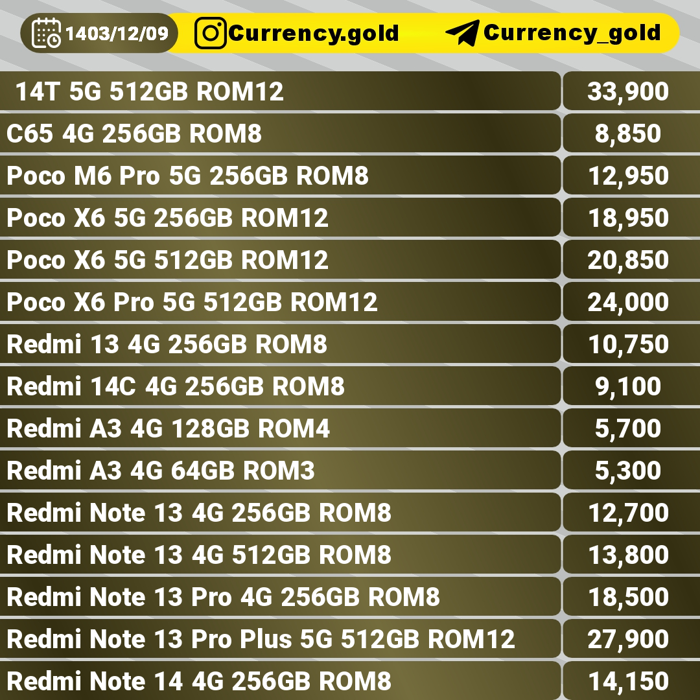 1403/12/09 Currency.gold Currency_gold
14T 5G 512GB ROM12 33,900
C65 4G 256GB ROM8 8,850
Poco M6 Pro 5G 256GB ROM8 12,950
Poco X6 5G 256GB ROM12 18,950
Poco X6 5G 512GB ROM12 20,850
Poco X6 Pro 5G 512GB ROM12 24,000
Redmi 13 4G 256GB ROM8 10,750
Redmi 14C 4G 256GB ROM8 9,100
Redmi A3 4G 128GB ROM4 5,700
Redmi A3 4G 64GB ROM3 5,300
Redmi Note 13 4G 256GB ROM8 12,700
Redmi Note 13 4G 512GB ROM8 13,800
Redmi Note 13 Pro 4G 256GB ROM8 18,500
Redmi Note 13 Pro Plus 5G 512GB ROM12 27,900
Redmi Note 14 4G 256GB ROM8 14,150